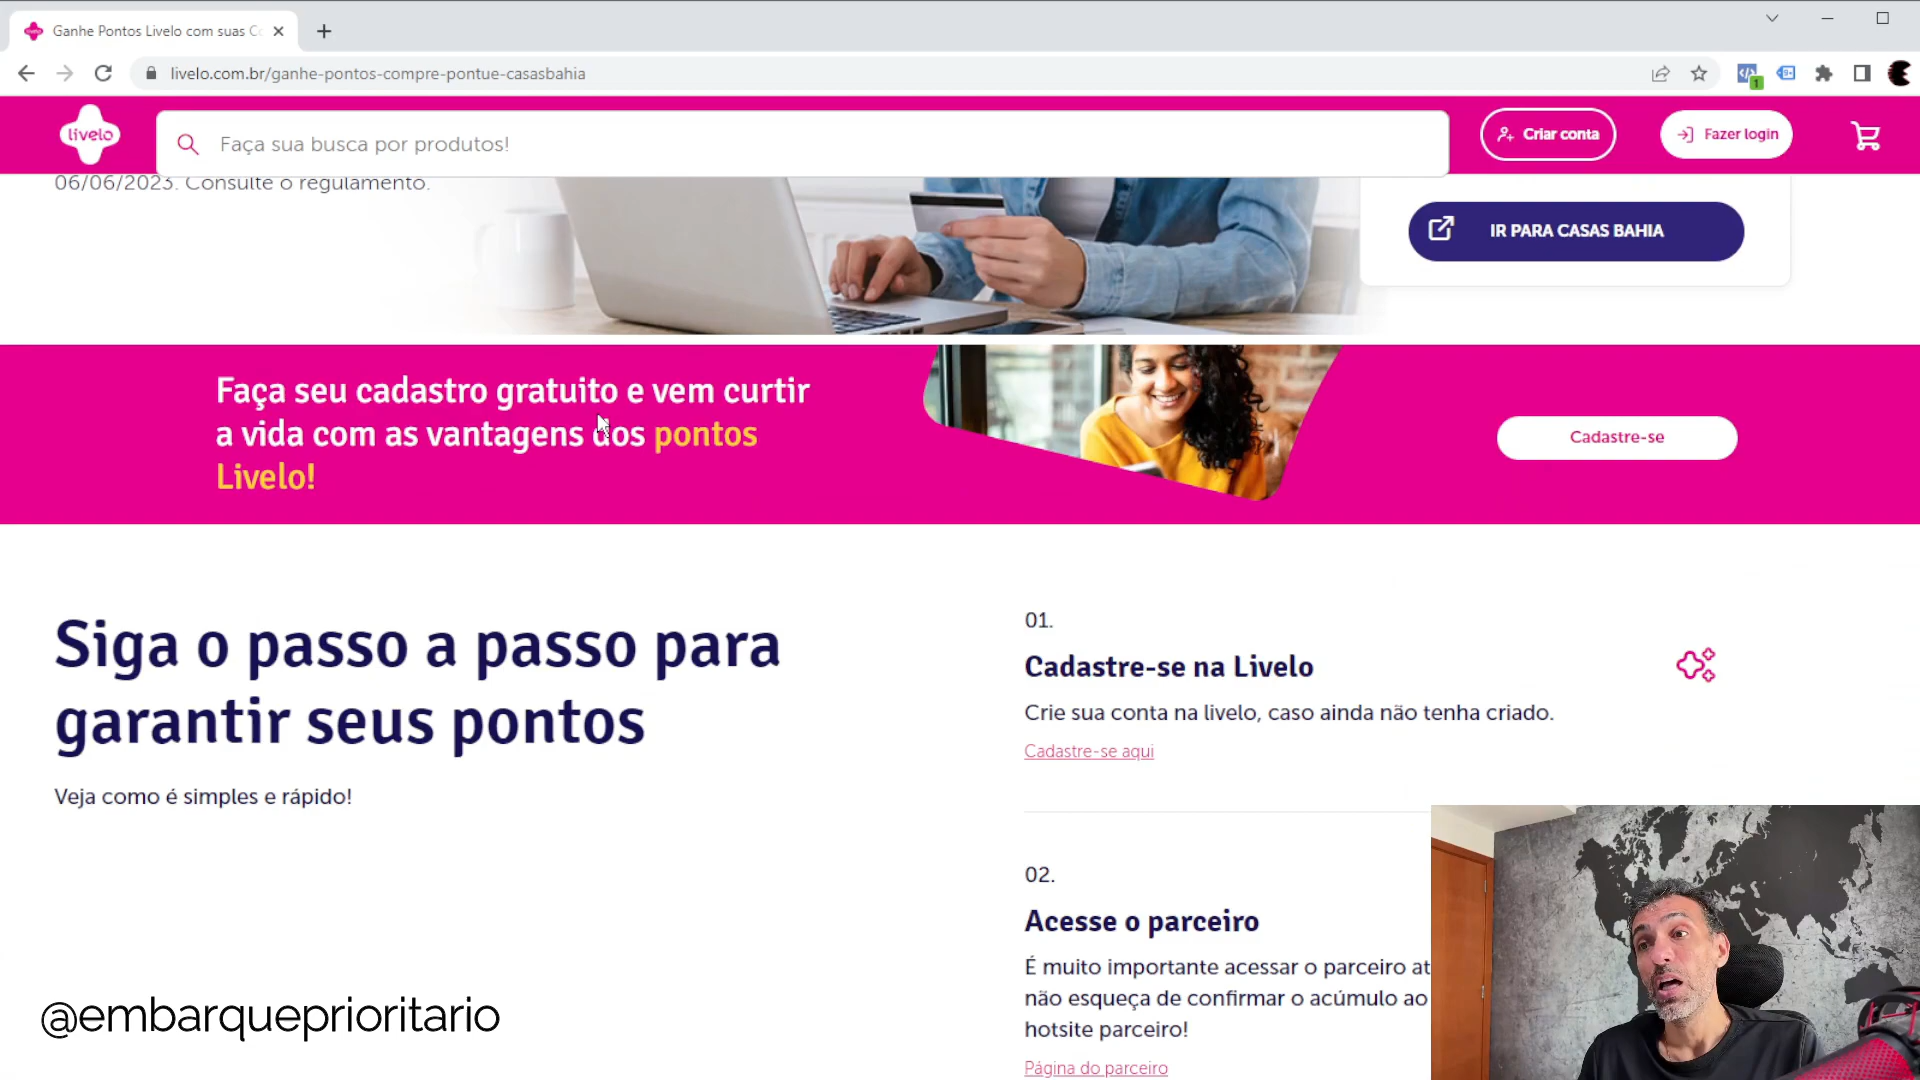 Ganhe Pontos Livelo com suas Co
livelo.com.br/ganhe-pontos-compre-pontue-casasbahia
1
livelo
Faça sua busca por produtos!
Criar conta
Fazer login
06/06/2023. Consulte o regulamento.
IR PARA CASAS BAHIA
Faça seu cadastro gratuito e vem curtir
a vida com as vantagens dos pontos
Livelo!
Cadastre-se
Siga o passo a passo para
garantir seus pontos
Veja como é simples e rápido!
01.
Cadastre-se na Livelo
Crie sua conta na livelo, caso ainda não tenha criado.
Cadastre-se aqui
02.
Acesse o parceiro
É muito importante acessar o parceiro at
não esqueça de confirmar o acúmulo ao
hotsite parceiro!
Página do parceiro
@embarqueprioritario